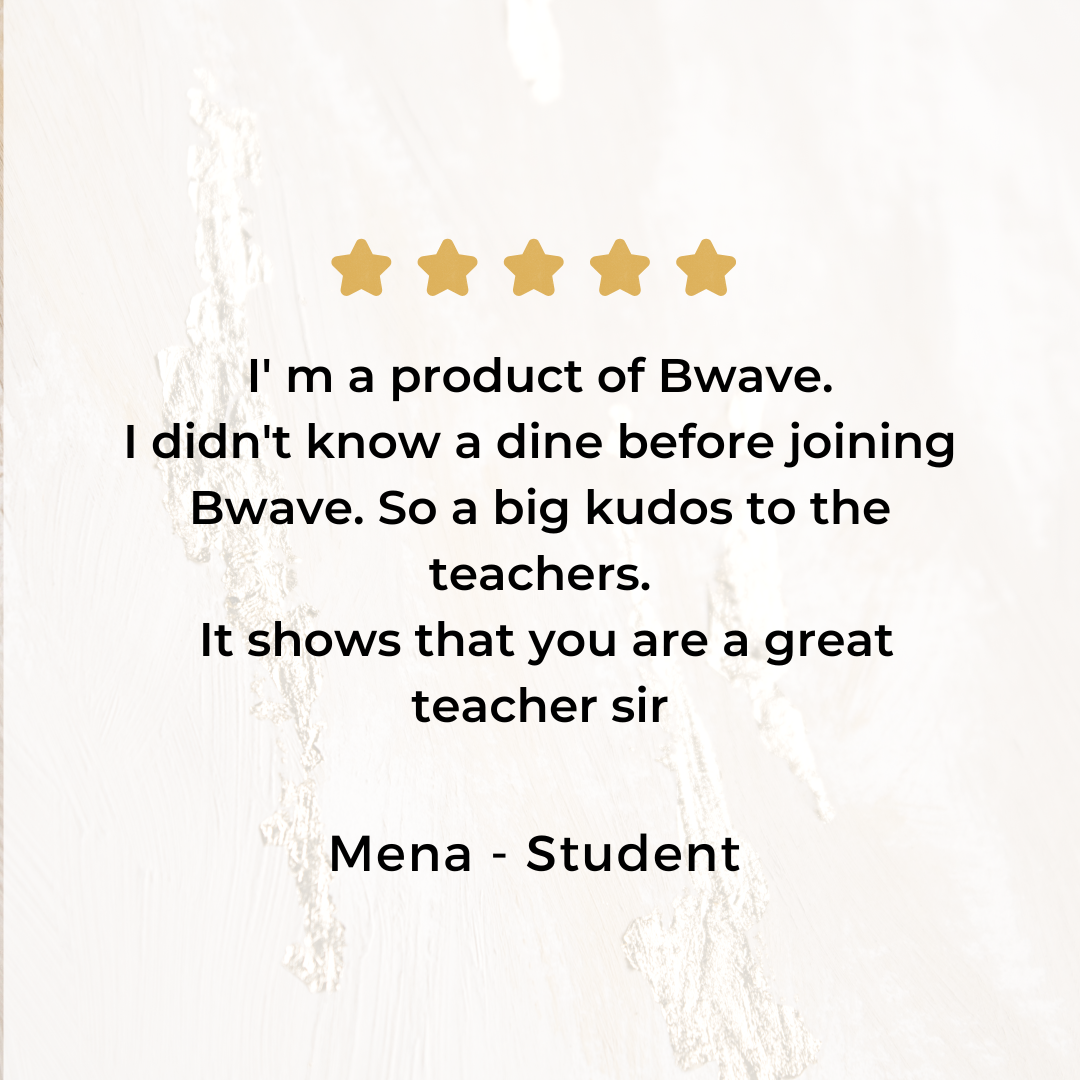 I' m a product of Bwave.
I didn't know a dine before joining
Bwave. So a big kudos to the
teachers.
It shows that you are a great
teacher sir
Mena - Student